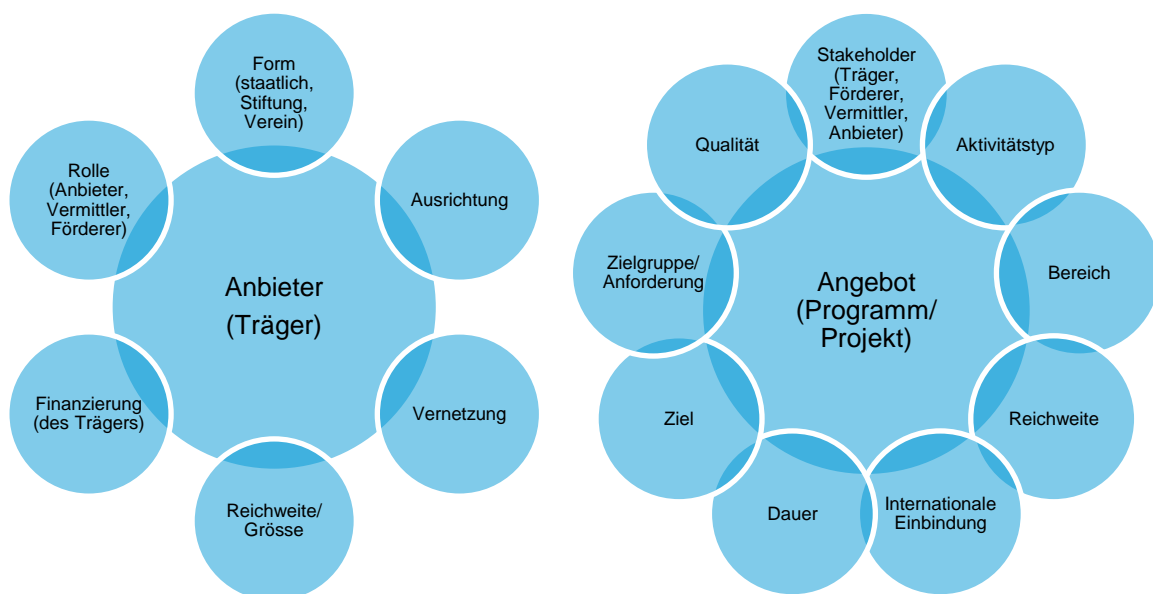 Form
(staatlich,
Stiftung,
Verein)
Ausrichtung
Vernetzung
Reichweite/
Grösse
Finanzierung
(des Trägers)
Rolle
(Anbieter,
Vermittler,
Förderer)
Anbieter
(Träger)
Stakeholder
(Träger,
Förderer,
Vermittler,
Anbieter)
Aktivitätstyp
Bereich
Reichweite
Internationale
Einbindung
Dauer
Ziel
Zielgruppe/
Anforderung
Qualität
Angebot
(Programm/
Projekt)